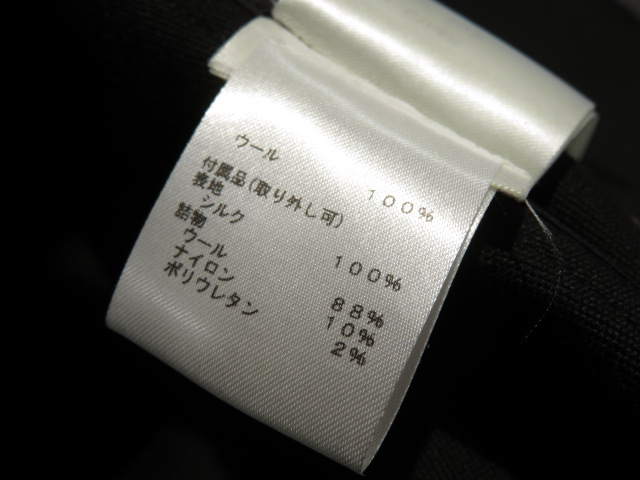 ウール 100%
付属品(取り外し可)
表地
シルク 100%
詰物
ウール 88%
ナイロン 10%
ポリウレタン 2%